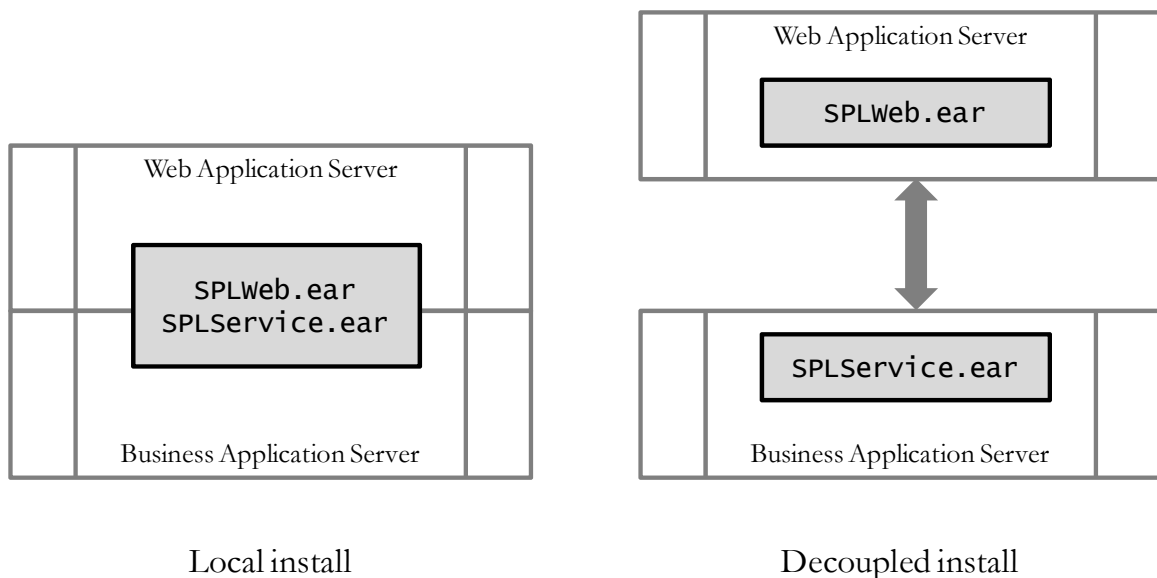 Web Application Server
SPLWeb.ear
SPLService.ear
Business Application Server
Local install
Web Application Server
SPLWeb.ear
SPLService.ear
Business Application Server
Decoupled install